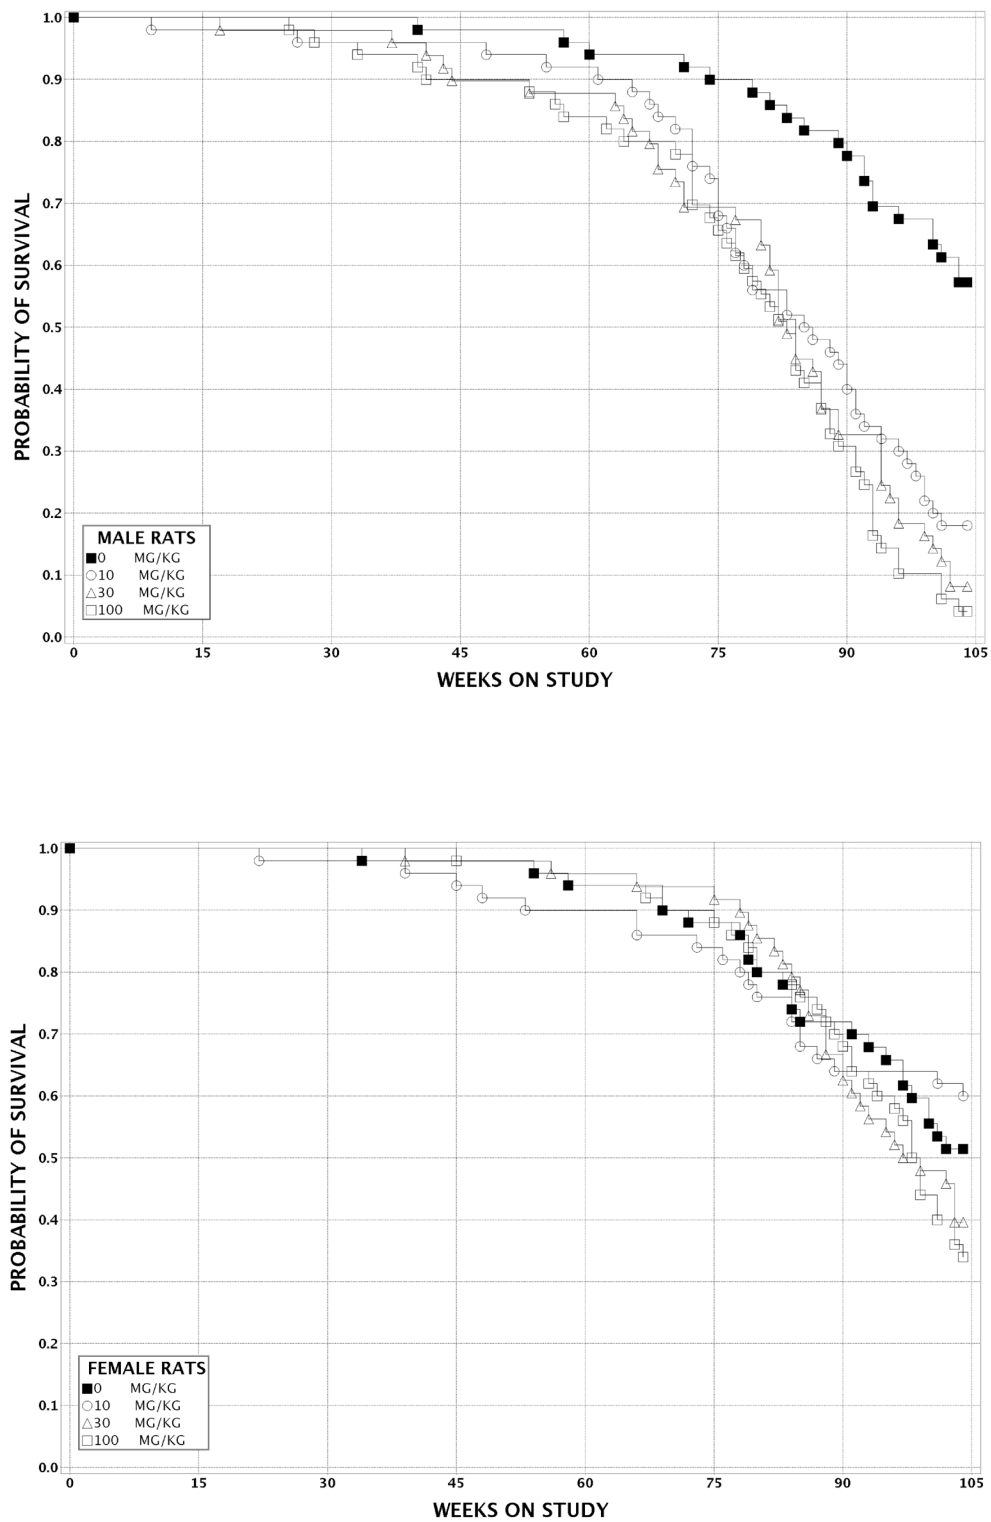 1.0
0.9
0.8
0.7
0.6
0.5
0.4
0.3
0.2
0.1
0.0
PROBABILITY OF SURVIVAL
MALE RATS
0 MG/KG
10 MG/KG
30 MG/KG
100 MG/KG
0 15 30 45 60 75 90 105
WEEKS ON STUDY
1.0
0.9
0.8
0.7
0.6
0.5
0.4
0.3
0.2
0.1
0.0
PROBABILITY OF SURVIVAL
FEMALE RATS
0 MG/KG
10 MG/KG
30 MG/KG
100 MG/KG
0 15 30 45 60 75 90 105
WEEKS ON STUDY